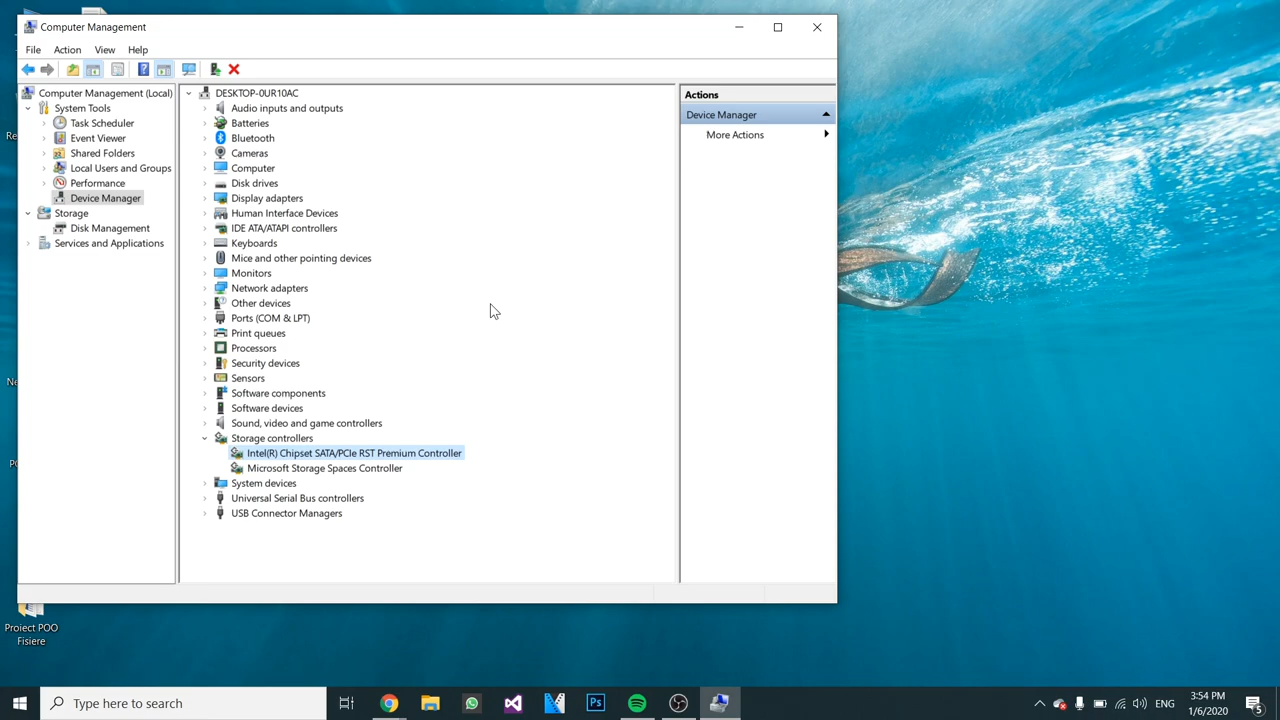 Computer Management
File Action View Help
Computer Management (Local)
System Tools
Task Scheduler
Event Viewer
Shared Folders
Local Users and Groups
Performance
Device Manager
Storage
Disk Management
Services and Applications
DESKTOP-0UR10AC
Audio inputs and outputs
Batteries
Bluetooth
Cameras
Computer
Disk drives
Display adapters
Human Interface Devices
IDE ATA/ATAPI controllers
Keyboards
Mice and other pointing devices
Monitors
Network adapters
Other devices
Ports (COM & LPT)
Print queues
Processors
Security devices
Sensors
Software components
Software devices
Sound, video and game controllers
Storage controllers
Intel(R) Chipset SATA/PCIe RST Premium Controller
Microsoft Storage Spaces Controller
System devices
Universal Serial Bus controllers
USB Connector Managers
Actions
Device Manager
More Actions
Proiect POO
Fisiere
Type here to search
Ps
ENG
3:54 PM
1/6/2020
5